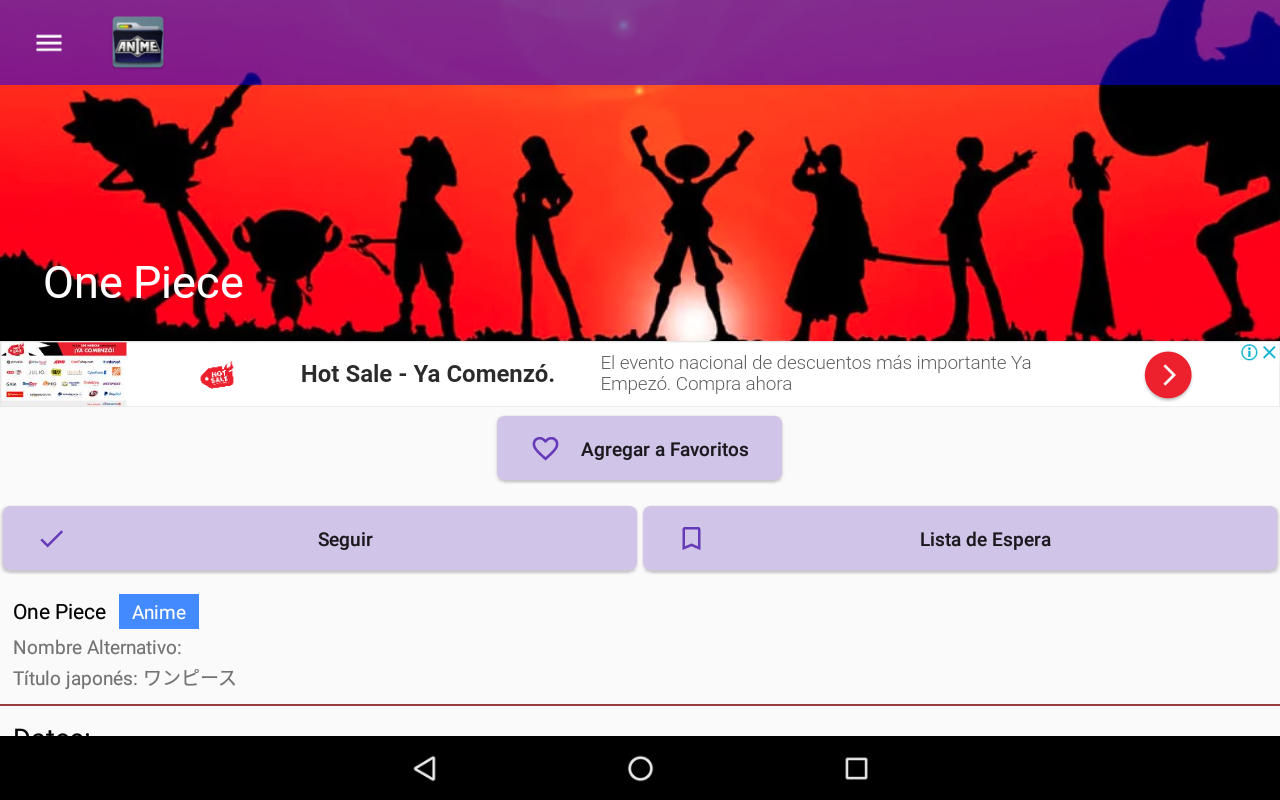 ANIME
One Piece
¡YA COMENZÓ!
HOT SALE
Hot Sale - Ya Comenzó.
El evento nacional de descuentos más importante Ya
Empezó. Compra ahora
Agregar a Favoritos
Seguir
Lista de Espera
One Piece Anime
Nombre Alternativo:
Título japonés: ワンピース
Datos: